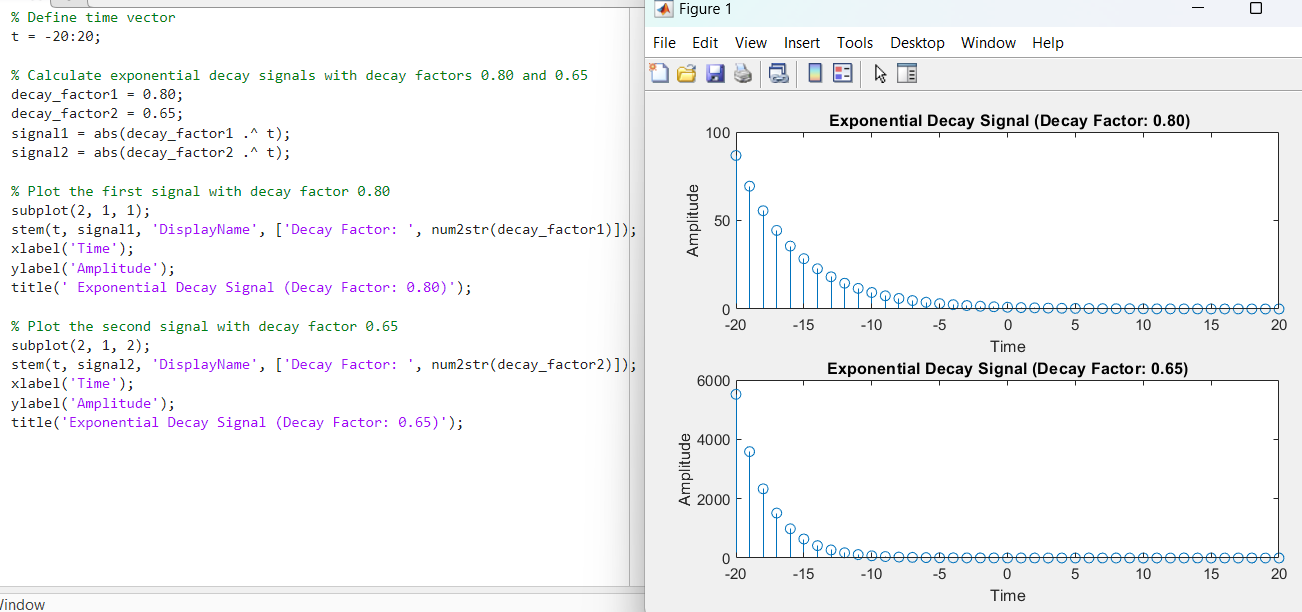 % Define time vector
t = -20:20;
% Calculate exponential decay signals with decay factors 0.80 and 0.65
decay_factor1 = 0.80;
decay_factor2 = 0.65;
signal1 = abs(decay_factor1 .^ t);
signal2 = abs(decay_factor2 .^ t);
% Plot the first signal with decay factor 0.80
subplot(2, 1, 1);
stem(t, signal1, 'DisplayName', ['Decay Factor: ', num2str(decay_factor1)]);
xlabel('Time');
ylabel('Amplitude');
title(' Exponential Decay Signal (Decay Factor: 0.80)');
% Plot the second signal with decay factor 0.65
subplot(2, 1, 2);
stem(t, signal2, 'DisplayName', ['Decay Factor: ', num2str(decay_factor2)]);
xlabel('Time');
ylabel('Amplitude');
title('Exponential Decay Signal (Decay Factor: 0.65)');
Figure 1
File Edit View Insert Tools Desktop Window Help
Exponential Decay Signal (Decay Factor: 0.80)
100
50
0
Amplitude
-20 -15 -10 -5 0 5 10 15 20
Time
Exponential Decay Signal (Decay Factor: 0.65)
6000
4000
2000
0
Amplitude
-20 -15 -10 -5 0 5 10 15 20
Time